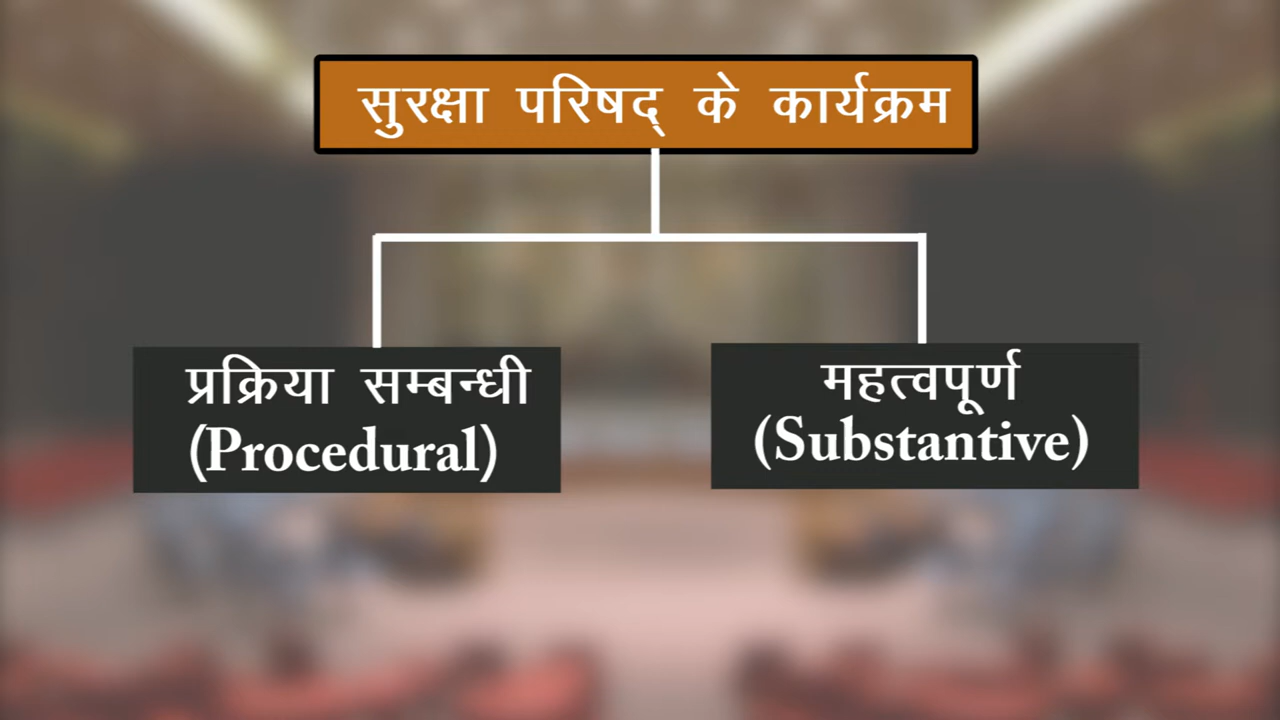 सुरक्षा परिषद् के कार्यक्रम
प्रक्रिया सम्बन्धी
(Procedural)
महत्वपूर्ण
(Substantive)